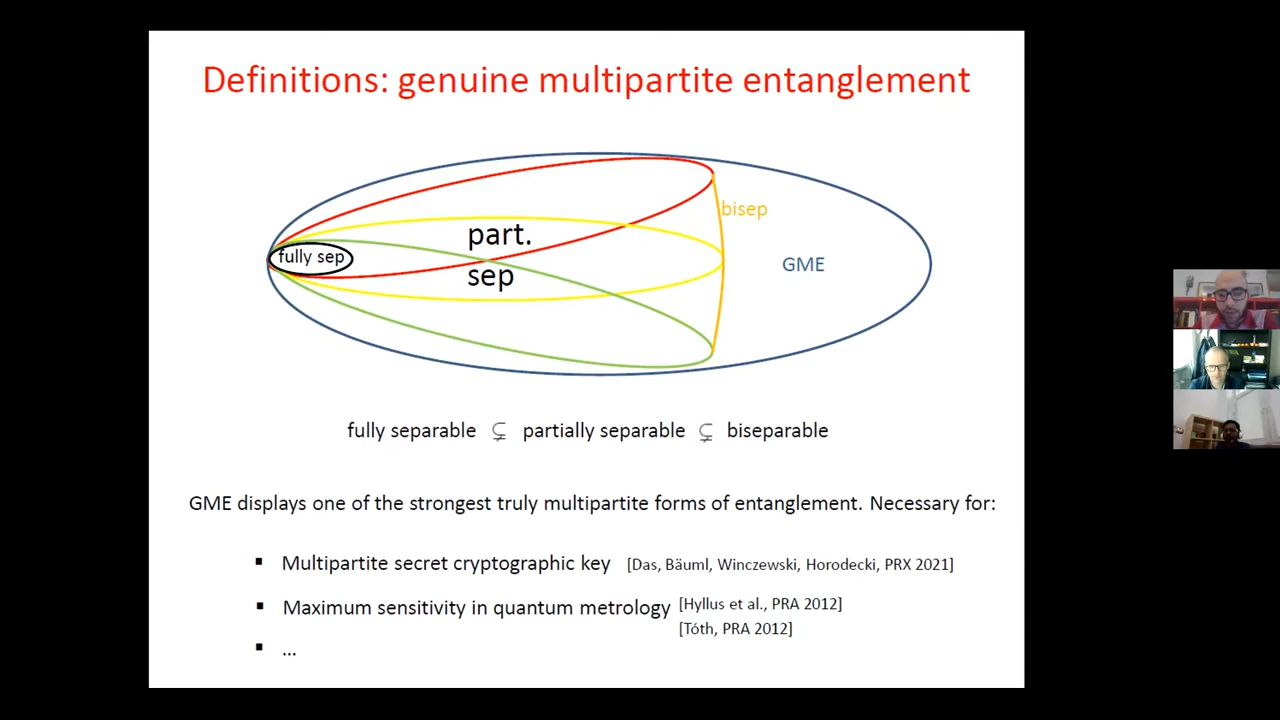 Definitions: genuine multipartite entanglement
bisep
part.
fully sep
GME
sep
fully separable ⊊ partially separable ⊊ biseparable
GME displays one of the strongest truly multipartite forms of entanglement. Necessary for:
▪ Multipartite secret cryptographic key [Das, Bäuml, Winczewski, Horodecki, PRX 2021]
▪ Maximum sensitivity in quantum metrology [Hyllus et al., PRA 2012]
[Tóth, PRA 2012]
▪ ...